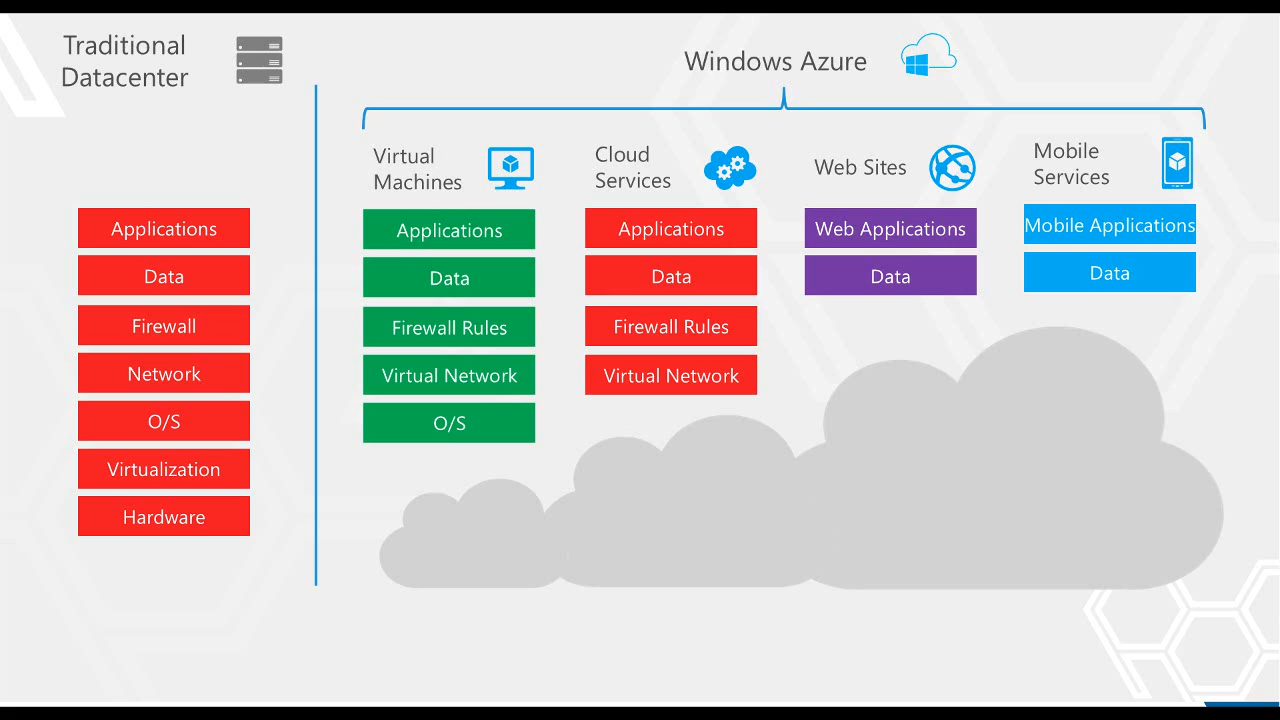 Traditional
Datacenter
Windows Azure
Virtual
Machines
Cloud
Services
Web Sites
Mobile
Services
Applications
Data
Firewall
Network
O/S
Virtualization
Hardware
Applications
Data
Firewall Rules
Virtual Network
O/S
Applications
Data
Firewall Rules
Virtual Network
Web Applications
Data
Mobile Applications
Data